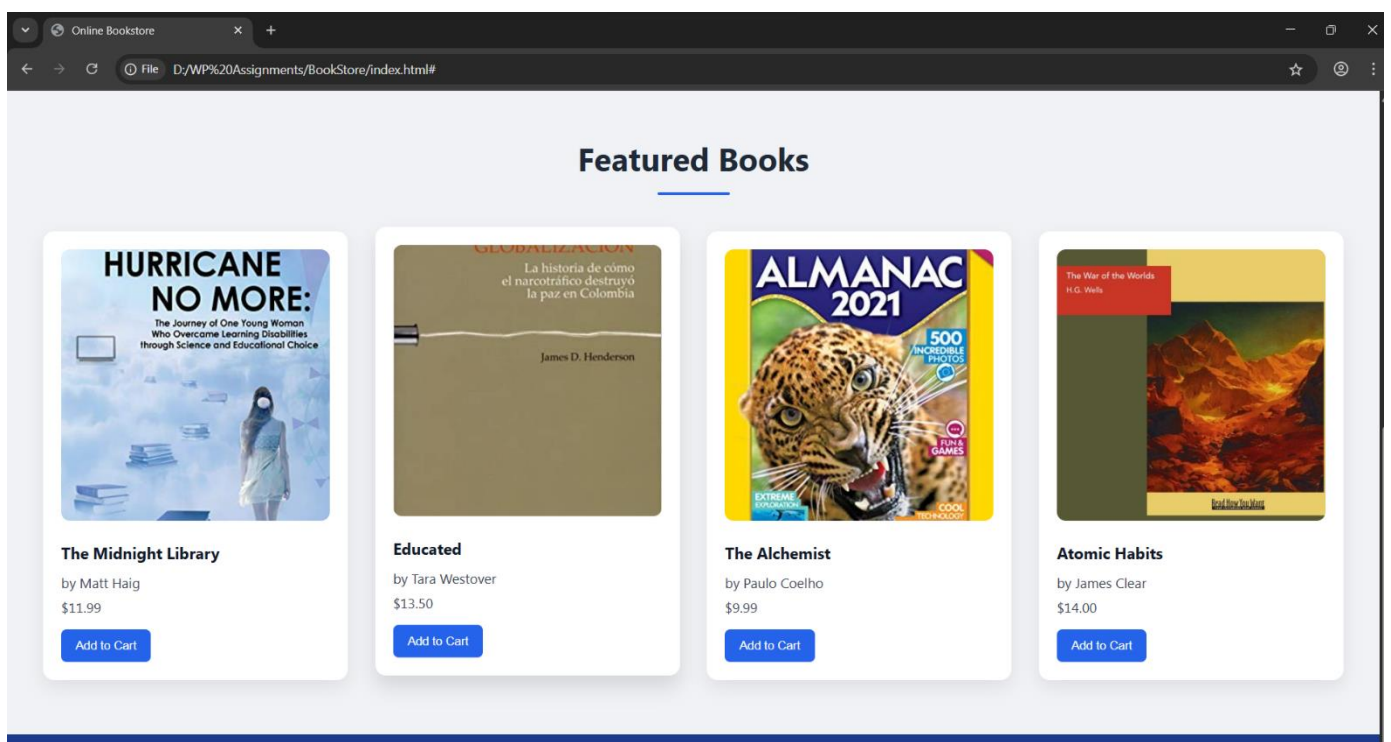 Online Bookstore
File D:/WP%20Assignments/BookStore/index.html#
Featured Books
HURRICANE
NO MORE:
The Journey of One Young Woman
Who Overcame Learning Disabilities
through Science and Educational Choice
The Midnight Library
by Matt Haig
$11.99
Add to Cart
GLOBALIZACIÓN
La historia de cómo
el narcotráfico destruyó
la paz en Colombia
James D. Henderson
Educated
by Tara Westover
$13.50
Add to Cart
ALMANAC
2021
500
INCREDIBLE
PHOTOS
FUN &
GAMES
EXTREME
EXPLORATION
COOL
TECHNOLOGY
The Alchemist
by Paulo Coelho
$9.99
Add to Cart
The War of the Worlds
H.G. Wells
Read How You Want
Atomic Habits
by James Clear
$14.00
Add to Cart